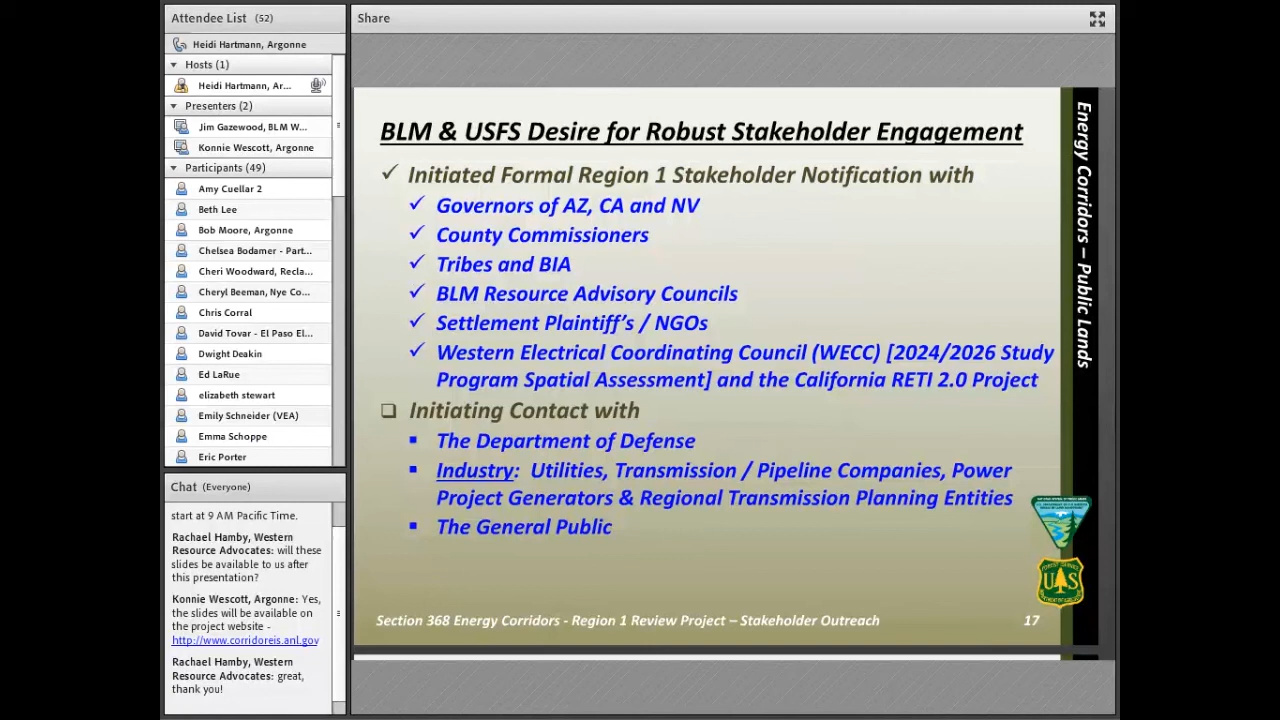 Attendee List (52)
Heidi Hartmann, Argonne
Hosts (1)
Heidi Hartmann, Ar...
Presenters (2)
Jim Gazewood, BLM W...
Konnie Wescott, Argonne
Participants (49)
Amy Cuellar 2
Beth Lee
Bob Moore, Argonne
Chelsea Bodamer - Part...
Cheri Woodward, Recla...
Cheryl Beeman, Nye Co...
Chris Corral
David Tovar - El Paso El...
Dwight Deakin
Ed LaRue
elizabeth stewart
Emily Schneider (VEA)
Emma Schoppe
Eric Porter
Chat (Everyone)
start at 9 AM Pacific Time.
Rachael Hamby, Western
Resource Advocates: will these
slides be available to us after
this presentation?
Konnie Wescott, Argonne: Yes,
the slides will be available on
the project website -
http://www.corridoreis.anl.gov
Rachael Hamby, Western
Resource Advocates: great,
thank you!
Share
BLM & USFS Desire for Robust Stakeholder Engagement
Initiated Formal Region 1 Stakeholder Notification with
Governors of AZ, CA and NV
County Commissioners
Tribes and BIA
BLM Resource Advisory Councils
Settlement Plaintiff's / NGOs
Western Electrical Coordinating Council (WECC) [2024/2026 Study
Program Spatial Assessment] and the California RETI 2.0 Project
Initiating Contact with
The Department of Defense
Industry: Utilities, Transmission / Pipeline Companies, Power
Project Generators & Regional Transmission Planning Entities
The General Public
Section 368 Energy Corridors - Region 1 Review Project – Stakeholder Outreach
17
Energy Corridors – Public Lands
U S